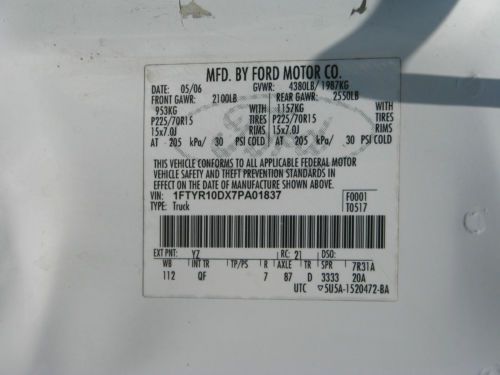 MFD. BY FORD MOTOR CO.
DATE: 05/06 GVWR: 4380LB/ 1987KG
FRONT GAWR: 2100LB REAR GAWR: 2550LB
953KG WITH 1157KG WITH
P225/70R15 TIRES P225/70R15 TIRES
15x7.0J RIMS 15x7.0J RIMS
AT 205 kPa/ 30 PSI COLD AT 205 kPa/ 30 PSI COLD
THIS VEHICLE CONFORMS TO ALL APPLICABLE FEDERAL MOTOR
VEHICLE SAFETY AND THEFT PREVENTION STANDARDS IN
EFFECT ON THE DATE OF MANUFACTURE SHOWN ABOVE.
VIN: 1FTYR10DX7PA01837 F0001
TYPE: Truck T0517
EXT PNT: YZ RC: 21 DSO:
WB INT TR TP/PS R AXLE TR SPR 7R31A
112 QF 7 87 D 3333 20A
UTC ▽5U5A-1520472-BA